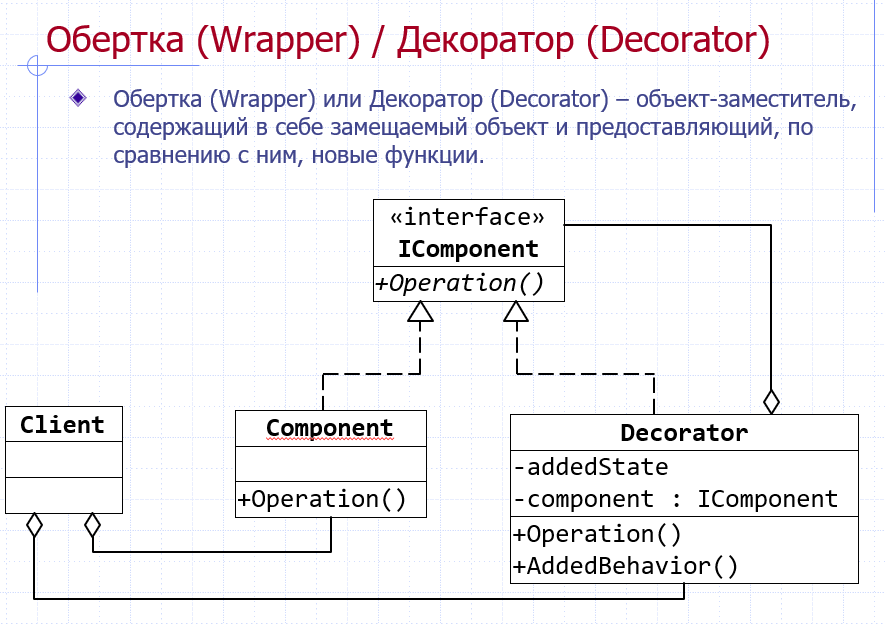 Обертка (Wrapper) / Декоратор (Decorator)
Обертка (Wrapper) или Декоратор (Decorator) – объект-заместитель,
содержащий в себе замещаемый объект и предоставляющий, по
сравнению с ним, новые функции.
«interface»
IComponent
+Operation()
Client
Component
+Operation()
Decorator
-addedState
-component : IComponent
+Operation()
+AddedBehavior()